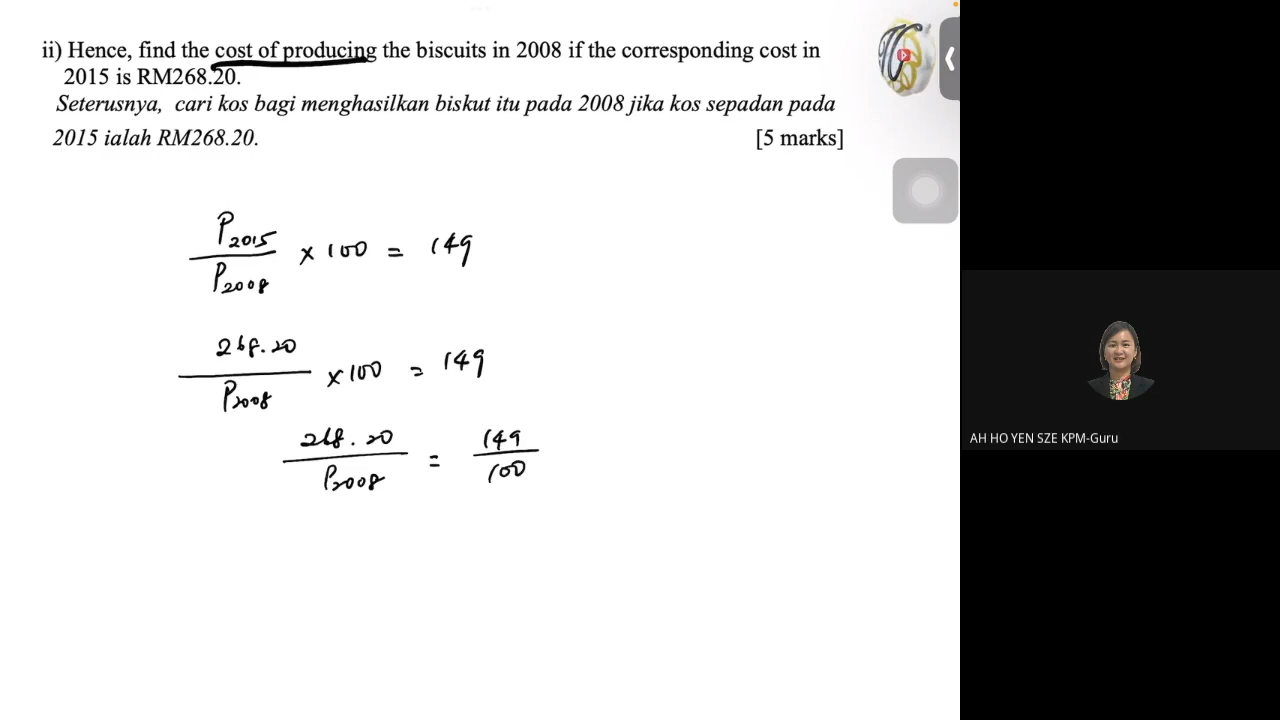 ii) Hence, find the cost of producing the biscuits in 2008 if the corresponding cost in
2015 is RM268.20.
Seterusnya, cari kos bagi menghasilkan biskut itu pada 2008 jika kos sepadan pada
2015 ialah RM268.20.
[5 marks]
P2015
P2008
× 100 = 149
268.20
P2008
× 100 = 149
268.20
P2008
=
149
100
AH HO YEN SZE KPM-Guru